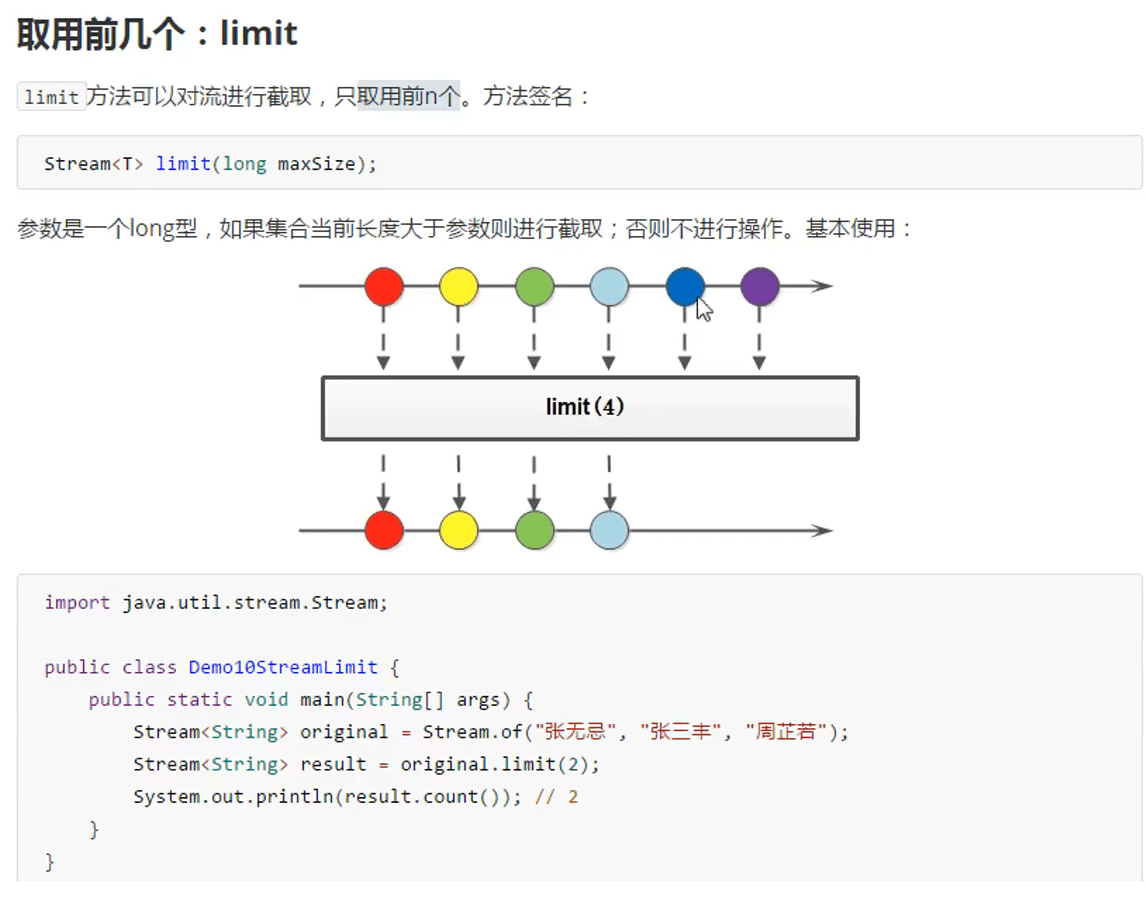 取用前几个：limit
limit方法可以对流进行截取，只取用前n个。方法签名：
Stream<T> limit(long maxSize);
参数是一个long型，如果集合当前长度大于参数则进行截取；否则不进行操作。基本使用：
limit(4)
import java.util.stream.Stream;
public class Demo10StreamLimit {
    public static void main(String[] args) {
        Stream<String> original = Stream.of("张无忌", "张三丰", "周芷若");
        Stream<String> result = original.limit(2);
        System.out.println(result.count()); // 2
    }
}